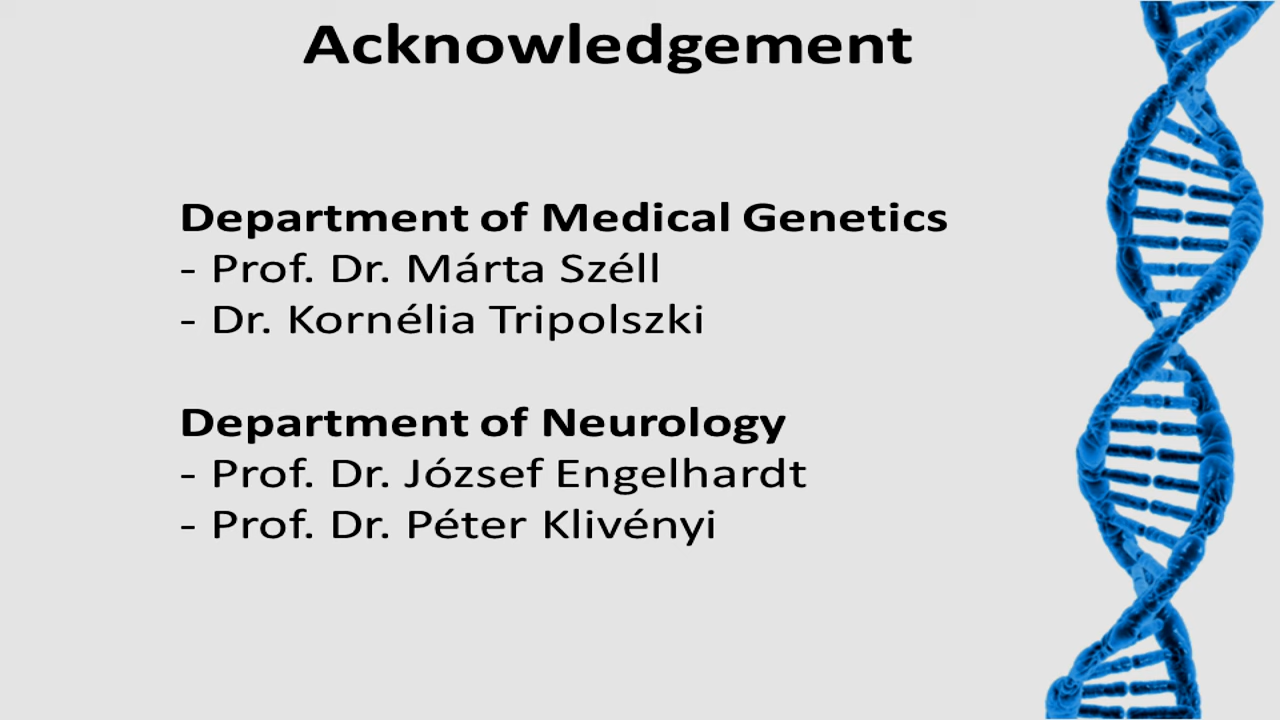 Acknowledgement
Department of Medical Genetics
- Prof. Dr. Márta Széll
- Dr. Kornélia Tripolszki
Department of Neurology
- Prof. Dr. József Engelhardt
- Prof. Dr. Péter Klivényi